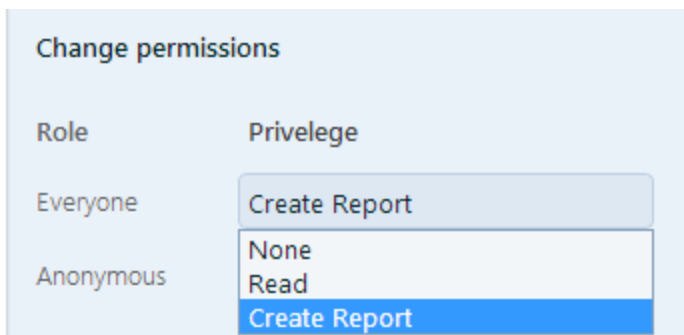 Change permissions
Role Privelege
Everyone Create Report
None
Anonymous Read
Create Report